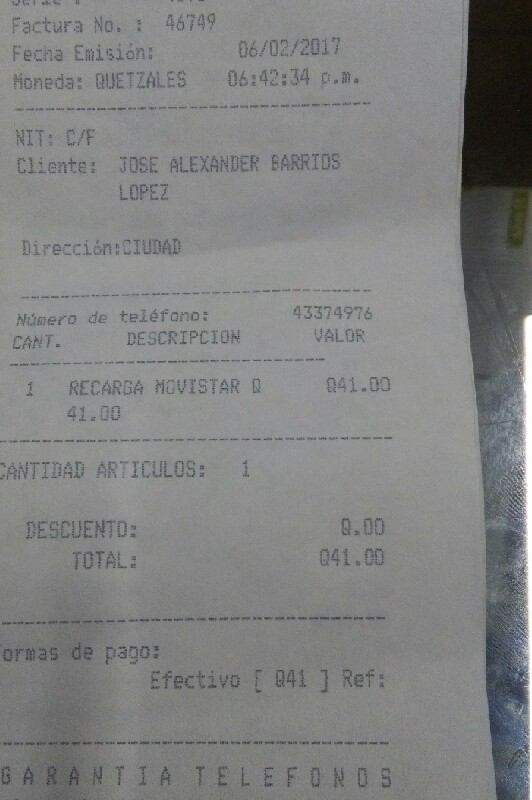 Factura No. : 46749
Fecha Emisión: 06/02/2017
Moneda: QUETZALES 06:42:34 p.m.
NIT: C/F
Cliente: JOSE ALEXANDER BARRIOS
LOPEZ
Dirección:CIUDAD
Número de teléfono: 43374976
CANT. DESCRIPCION VALOR
1 RECARGA MOVISTAR Q Q41.00
41.00
CANTIDAD ARTICULOS: 1
DESCUENTO: Q.00
TOTAL: Q41.00
ormas de pago:
Efectivo [ Q41 ] Ref:
GARANTIA TELEFONOS